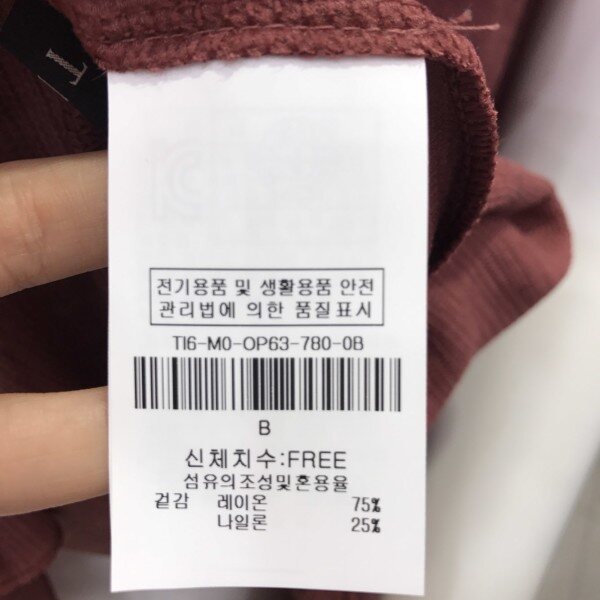 T
전기용품 및 생활용품 안전
관리법에 의한 품질표시
TI6-M0-OP63-780-0B
B
신체치수:FREE
섬유의조성및혼용율
겉감 레이온 75%
나일론 25%